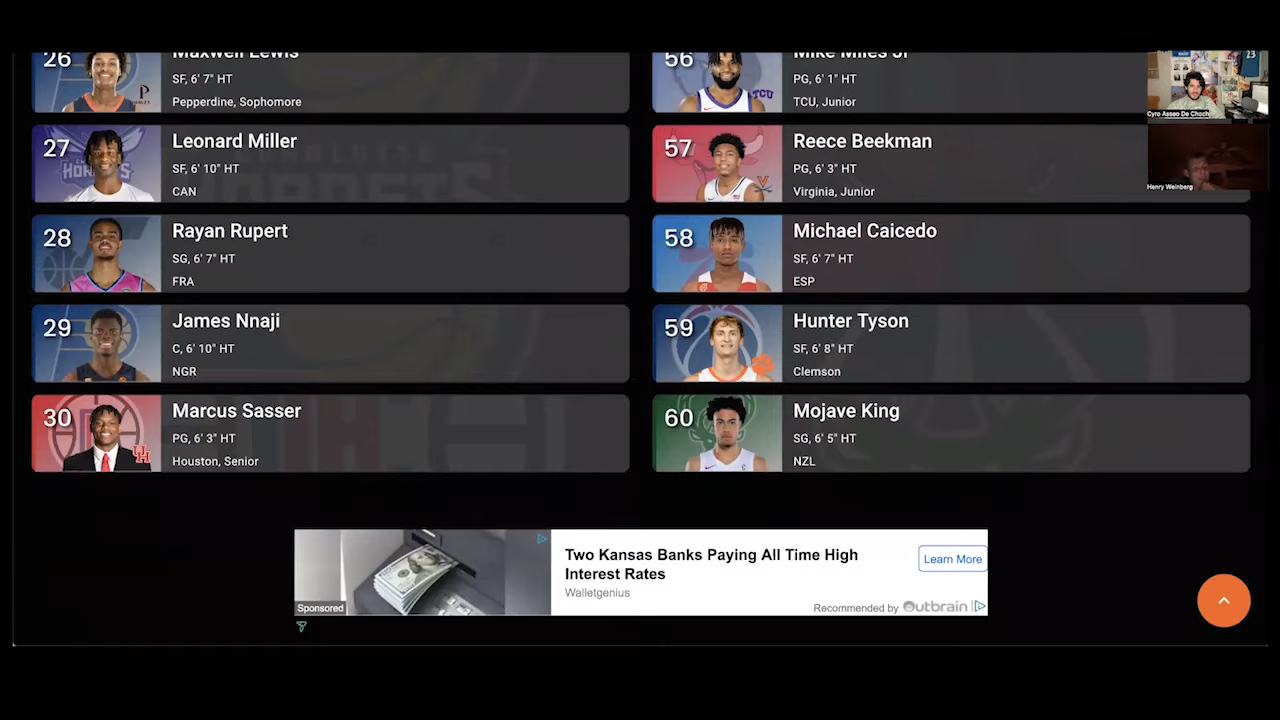 26
Maxwell Lewis
SF, 6' 7" HT
Pepperdine, Sophomore
27
Leonard Miller
SF, 6' 10" HT
CAN
28
Rayan Rupert
SG, 6' 7" HT
FRA
29
James Nnaji
C, 6' 10" HT
NGR
30
Marcus Sasser
PG, 6' 3" HT
Houston, Senior
56
Mike Miles Jr
PG, 6' 1" HT
TCU, Junior
57
Reece Beekman
PG, 6' 3" HT
Virginia, Junior
58
Michael Caicedo
SF, 6' 7" HT
ESP
59
Hunter Tyson
SF, 6' 8" HT
Clemson
60
Mojave King
SG, 6' 5" HT
NZL
HORNETS
TCU
23
Henry Weinberg
Two Kansas Banks Paying All Time High
Interest Rates
Walletgenius
Learn More
Sponsored
Recommended by Outbrain